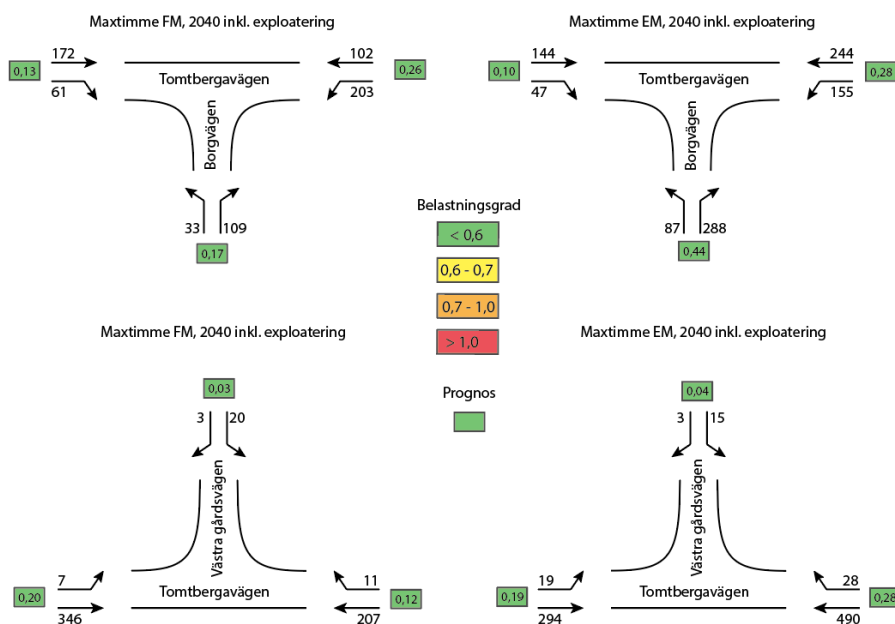 Maxtimme FM, 2040 inkl. exploatering
172
102
0,13
Tomtbergavägen
0,26
61
203
Borgvägen
33
109
0,17
Maxtimme EM, 2040 inkl. exploatering
144
244
0,10
Tomtbergavägen
0,28
47
155
Borgvägen
87
288
0,44
Belastningsgrad
< 0,6
0,6 - 0,7
0,7 - 1,0
> 1,0
Prognos
Maxtimme FM, 2040 inkl. exploatering
0,03
3
20
Västra gårdsvägen
7
11
0,20
Tomtbergavägen
0,12
346
207
Maxtimme EM, 2040 inkl. exploatering
0,04
3
15
Västra gårdsvägen
19
28
0,19
Tomtbergavägen
0,28
294
490